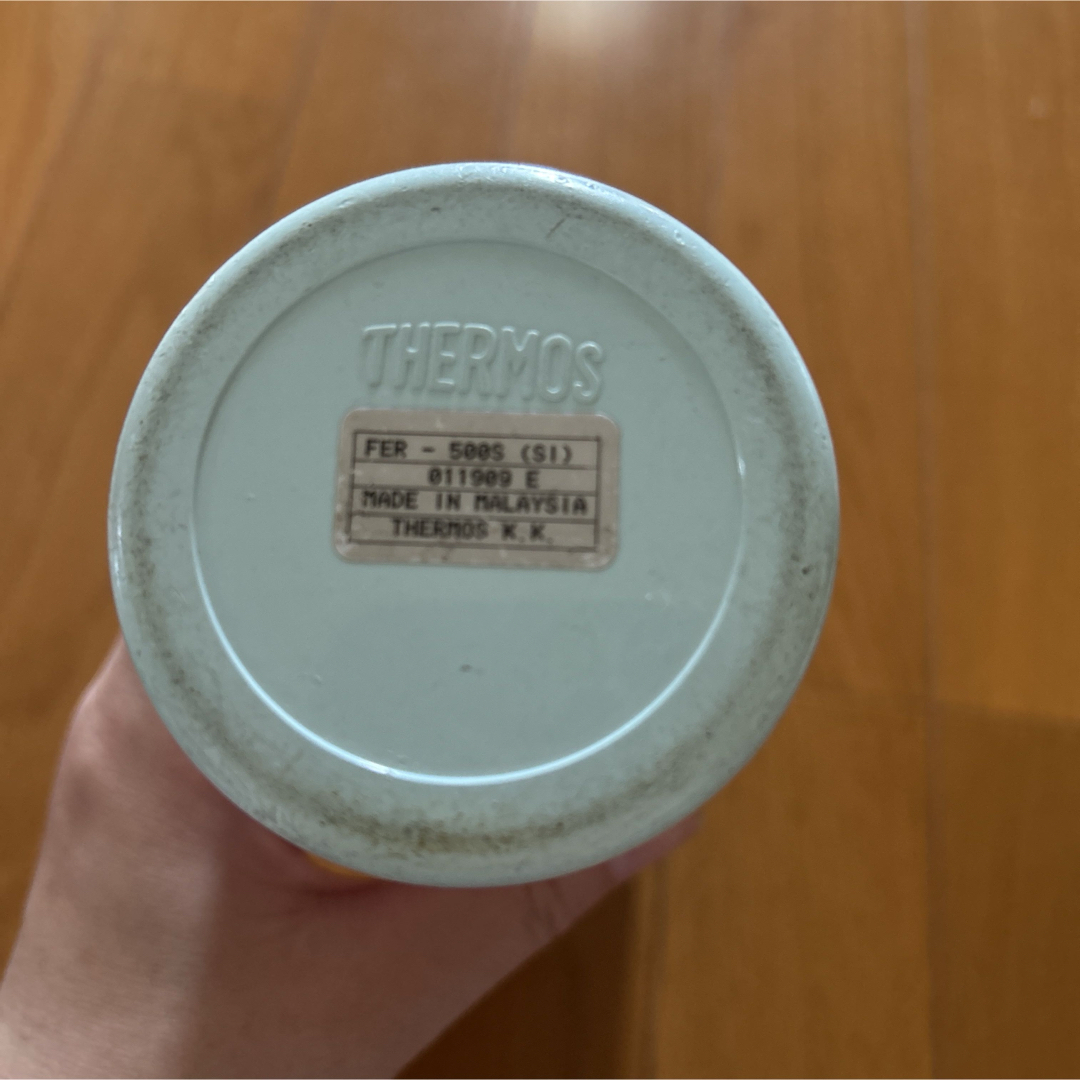 THERMOS
FER - 500S (SI)
011909 E
MADE IN MALAYSIA
THERMOS K.K.